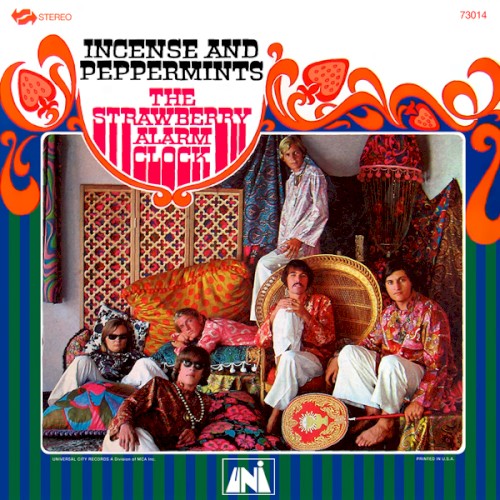 STEREO
73014
INCENSE AND
PEPPERMINTS
THE
STRAWBERRY
ALARM
CLOCK
UNIVERSAL CITY RECORDS A Division of MCA Inc.
UNI
PRINTED IN U.S.A.